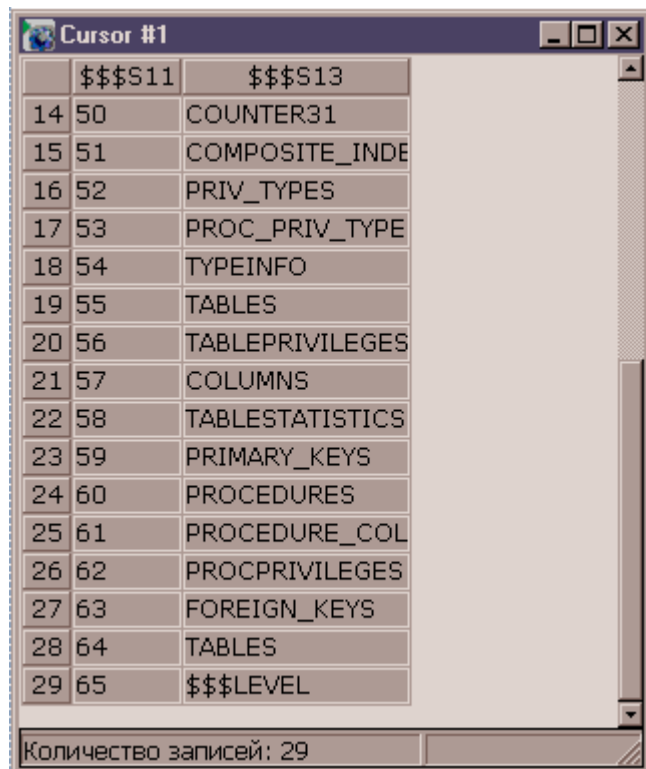 Cursor #1
$$$S11 $$$S13
14 50 COUNTER31
15 51 COMPOSITE_INDE
16 52 PRIV_TYPES
17 53 PROC_PRIV_TYPE
18 54 TYPEINFO
19 55 TABLES
20 56 TABLEPRIVILEGES
21 57 COLUMNS
22 58 TABLESTATISTICS
23 59 PRIMARY_KEYS
24 60 PROCEDURES
25 61 PROCEDURE_COL
26 62 PROCPRIVILEGES
27 63 FOREIGN_KEYS
28 64 TABLES
29 65 $$$LEVEL
Количество записей: 29